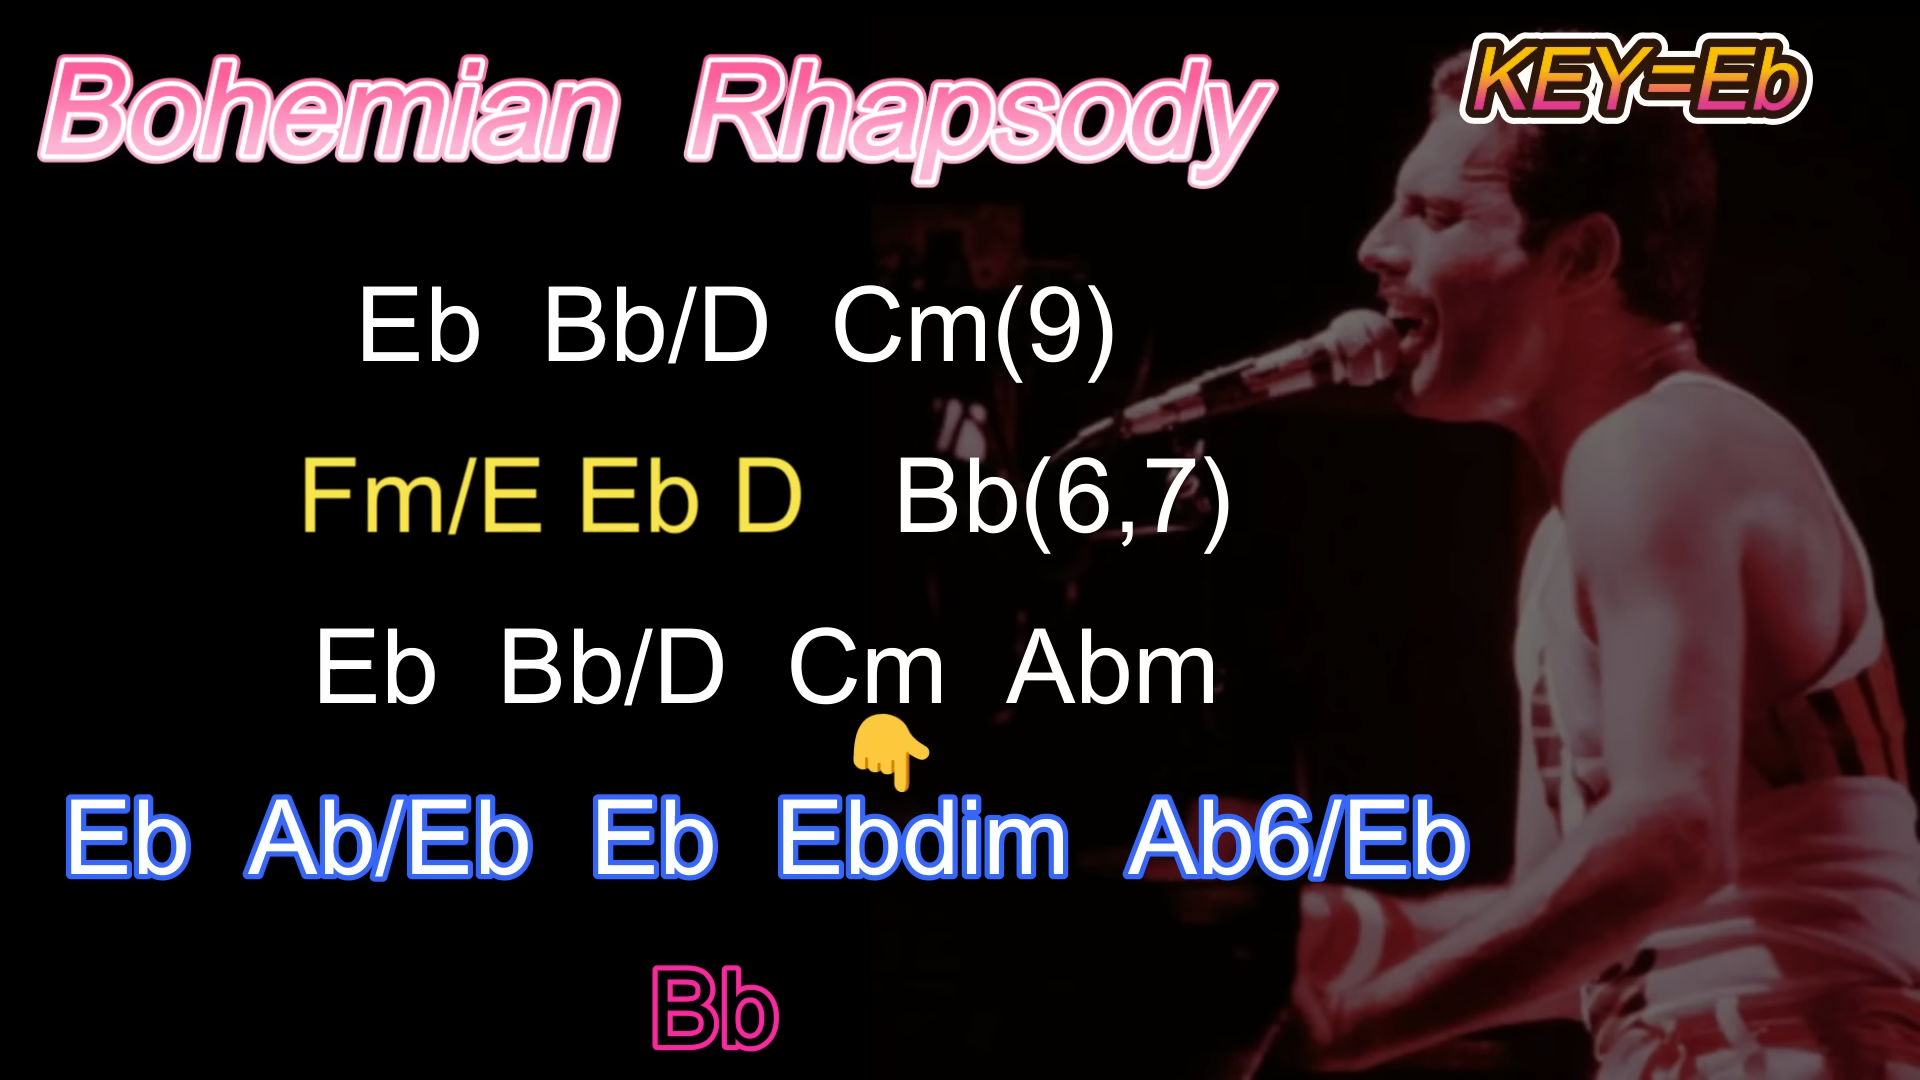 Bohemian Rhapsody
KEY=Eb
Eb Bb/D Cm(9)
Fm/E Eb D Bb(6,7)
Eb Bb/D Cm Abm
Eb Ab/Eb Eb Ebdim Ab6/Eb
Bb